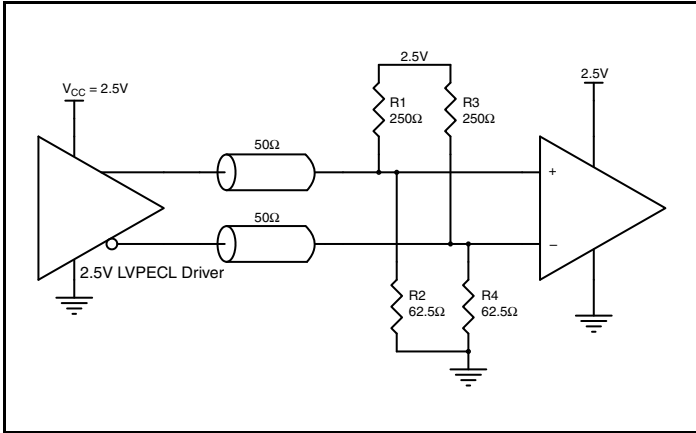 2.5V
V_CC = 2.5V
2.5V
R1
250Ω
R3
250Ω
50Ω
+
50Ω
–
2.5V LVPECL Driver
R2
62.5Ω
R4
62.5Ω